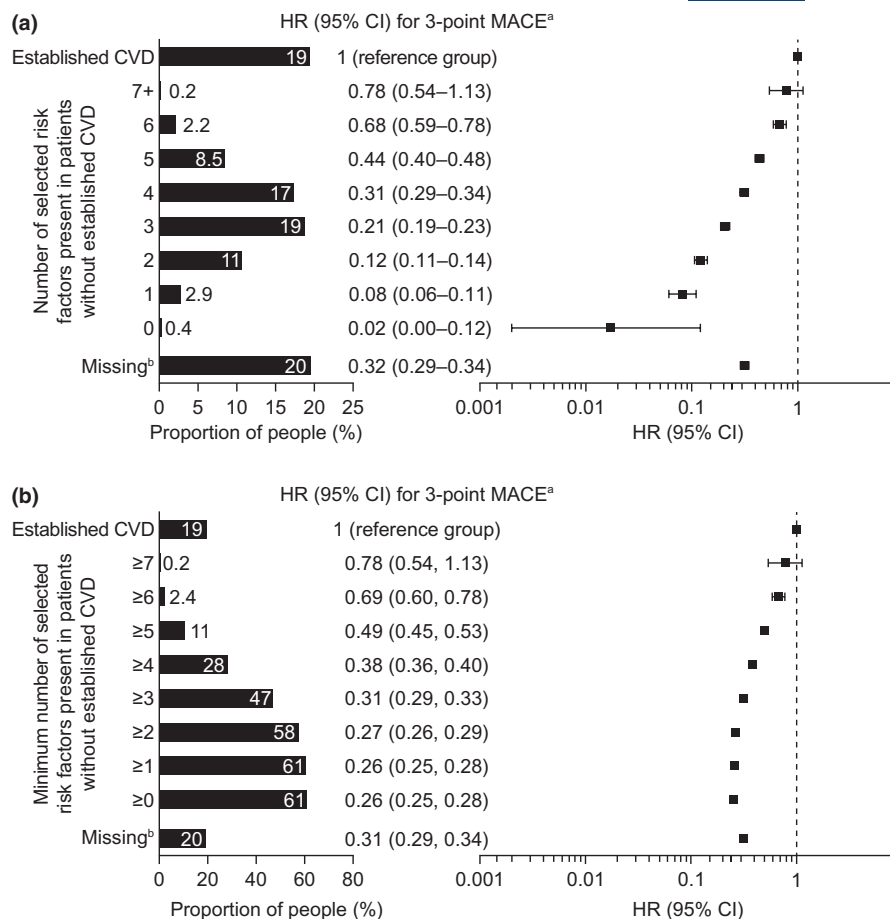 (a)
HR (95% CI) for 3-point MACEᵃ
Established CVD 19 1 (reference group)
Number of selected risk
factors present in patients
without established CVD
7+ 0.2 0.78 (0.54–1.13)
6 2.2 0.68 (0.59–0.78)
5 8.5 0.44 (0.40–0.48)
4 17 0.31 (0.29–0.34)
3 19 0.21 (0.19–0.23)
2 11 0.12 (0.11–0.14)
1 2.9 0.08 (0.06–0.11)
0 0.4 0.02 (0.00–0.12)
Missingᵇ 20 0.32 (0.29–0.34)
0 5 10 15 20 25 0.001 0.01 0.1 1
Proportion of people (%) HR (95% CI)
(b)
HR (95% CI) for 3-point MACEᵃ
Established CVD 19 1 (reference group)
Minimum number of selected
risk factors present in patients
without established CVD
≥7 0.2 0.78 (0.54, 1.13)
≥6 2.4 0.69 (0.60, 0.78)
≥5 11 0.49 (0.45, 0.53)
≥4 28 0.38 (0.36, 0.40)
≥3 47 0.31 (0.29, 0.33)
≥2 58 0.27 (0.26, 0.29)
≥1 61 0.26 (0.25, 0.28)
≥0 61 0.26 (0.25, 0.28)
Missingᵇ 20 0.31 (0.29, 0.34)
0 20 40 60 80 0.001 0.01 0.1 1
Proportion of people (%) HR (95% CI)